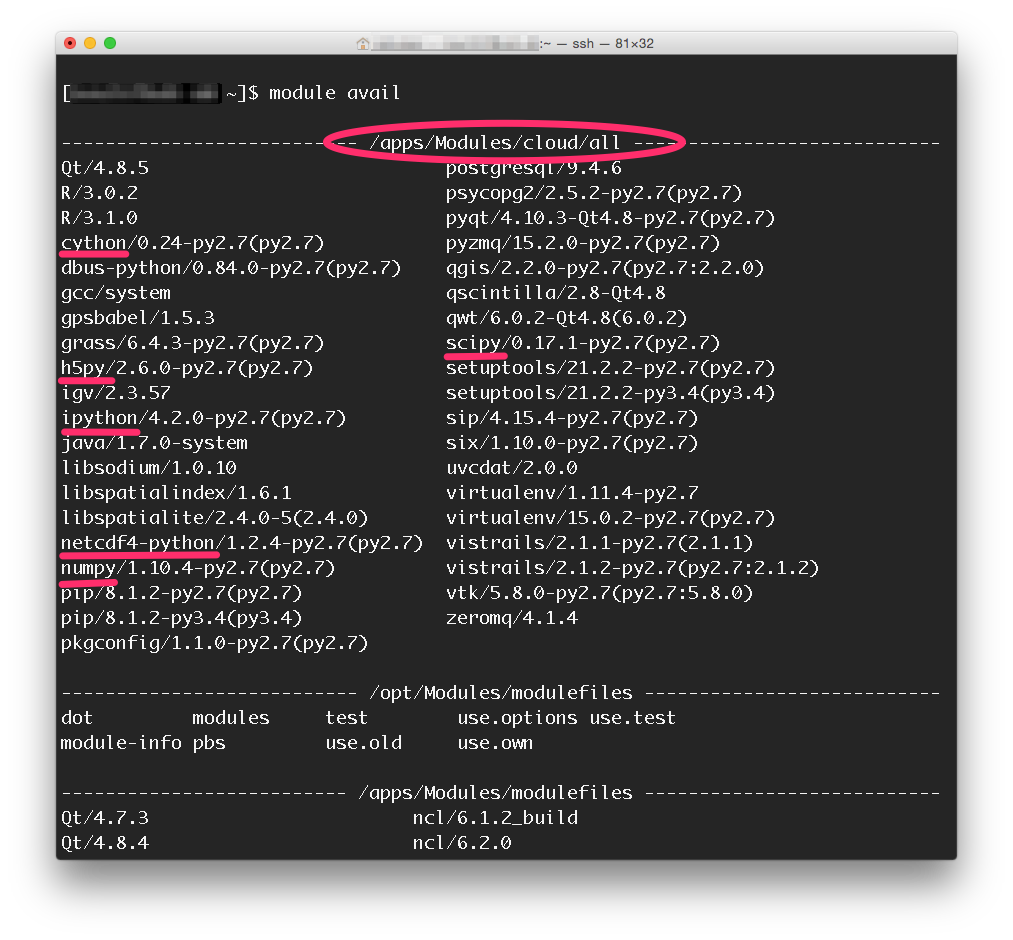 :~ — ssh — 81×32
[ ~]$ module avail
--------------------------- /apps/Modules/cloud/all ----------------------------
Qt/4.8.5 postgresql/9.4.6
R/3.0.2 psycopg2/2.5.2-py2.7(py2.7)
R/3.1.0 pyqt/4.10.3-Qt4.8-py2.7(py2.7)
cython/0.24-py2.7(py2.7) pyzmq/15.2.0-py2.7(py2.7)
dbus-python/0.84.0-py2.7(py2.7) qgis/2.2.0-py2.7(py2.7:2.2.0)
gcc/system qscintilla/2.8-Qt4.8
gpsbabel/1.5.3 qwt/6.0.2-Qt4.8(6.0.2)
grass/6.4.3-py2.7(py2.7) scipy/0.17.1-py2.7(py2.7)
h5py/2.6.0-py2.7(py2.7) setuptools/21.2.2-py2.7(py2.7)
igv/2.3.57 setuptools/21.2.2-py3.4(py3.4)
ipython/4.2.0-py2.7(py2.7) sip/4.15.4-py2.7(py2.7)
java/1.7.0-system six/1.10.0-py2.7(py2.7)
libsodium/1.0.10 uvcdat/2.0.0
libspatialindex/1.6.1 virtualenv/1.11.4-py2.7
libspatialite/2.4.0-5(2.4.0) virtualenv/15.0.2-py2.7(py2.7)
netcdf4-python/1.2.4-py2.7(py2.7) vistrails/2.1.1-py2.7(2.1.1)
numpy/1.10.4-py2.7(py2.7) vistrails/2.1.2-py2.7(py2.7:2.1.2)
pip/8.1.2-py2.7(py2.7) vtk/5.8.0-py2.7(py2.7:5.8.0)
pip/8.1.2-py3.4(py3.4) zeromq/4.1.4
pkgconfig/1.1.0-py2.7(py2.7)
--------------------------- /opt/Modules/modulefiles ---------------------------
dot modules test use.options use.test
module-info pbs use.old use.own
-------------------------- /apps/Modules/modulefiles ---------------------------
Qt/4.7.3 ncl/6.1.2_build
Qt/4.8.4 ncl/6.2.0